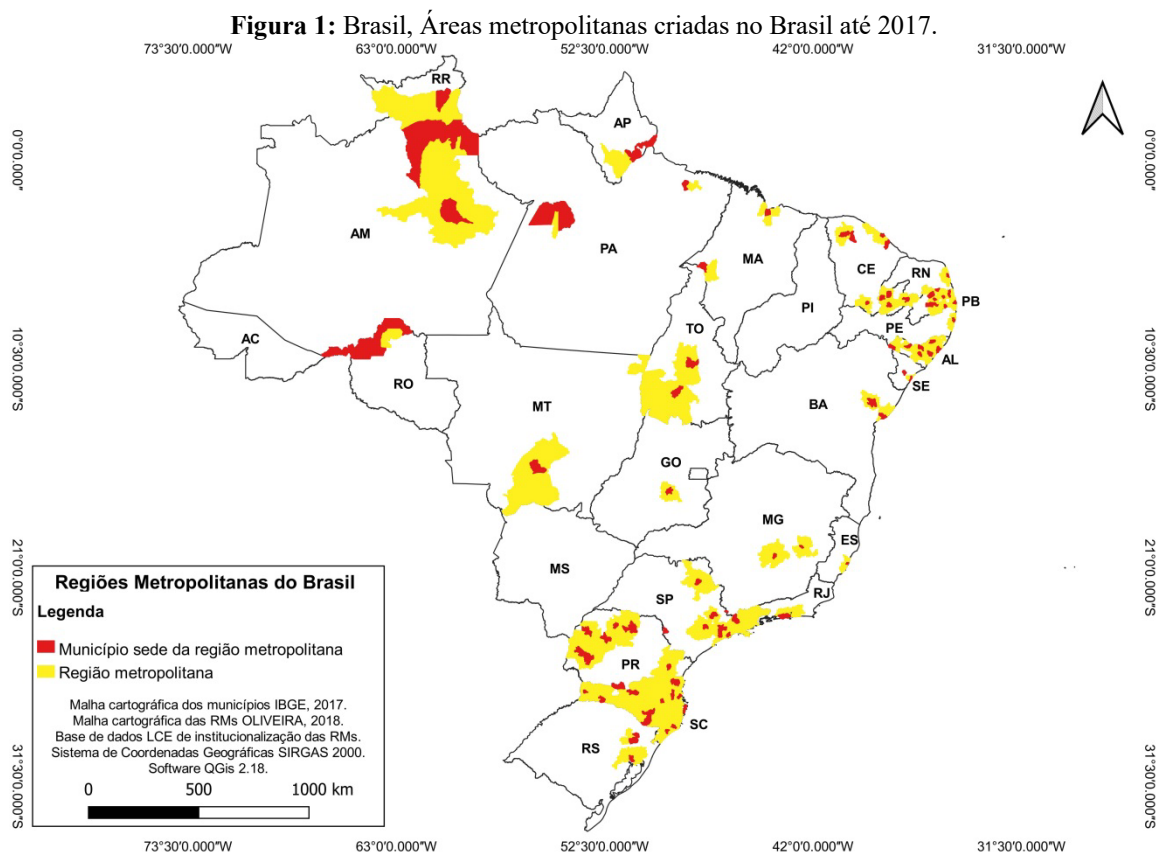 Figura 1: Brasil, Áreas metropolitanas criadas no Brasil até 2017.
73°30'0.000"W 63°0'0.000"W 52°30'0.000"W 42°0'0.000"W 31°30'0.000"W
RR
AP
0°0'0.000" 0°0'0.000"
AM
PA
MA
CE
RN
PB
PI
TO
PE
AC
AL
10°30'0.000"S 10°30'0.000"S
RO
SE
BA
MT
GO
MG
ES
21°0'0.000"S 21°0'0.000"S
MS
SP
RJ
PR
SC
RS
Regiões Metropolitanas do Brasil
Legenda
Município sede da região metropolitana
Região metropolitana
Malha cartográfica dos municípios IBGE, 2017.
Malha cartográfica das RMs OLIVEIRA, 2018.
Base de dados LCE de institucionalização das RMs.
Sistema de Coordenadas Geográficas SIRGAS 2000.
Software QGis 2.18.
0 500 1000 km
31°30'0.000"S 31°30'0.000"S
73°30'0.000"W 63°0'0.000"W 52°30'0.000"W 42°0'0.000"W 31°30'0.000"W